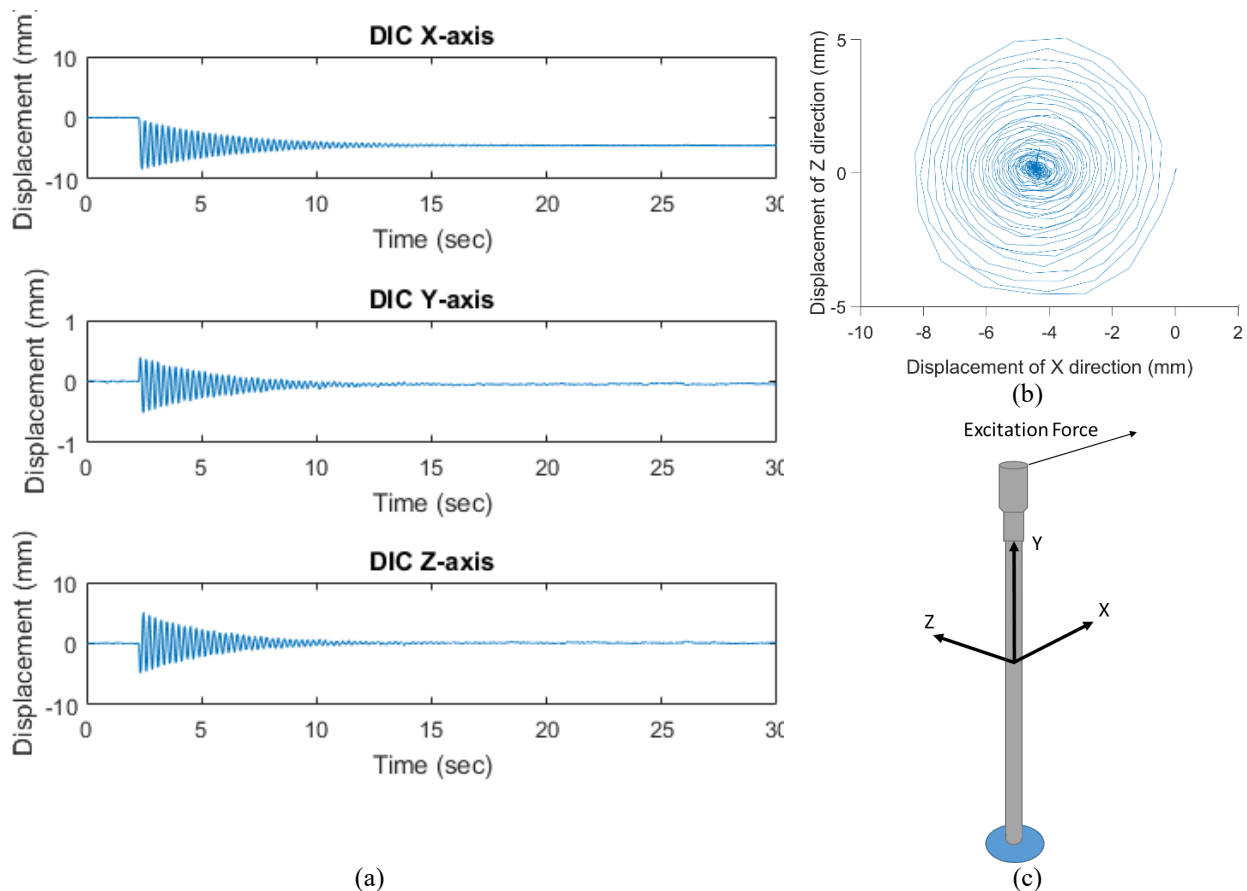 DIC X-axis
Displacement (mm)
10
0
-10
0 5 10 15 20 25 30
Time (sec)
DIC Y-axis
Displacement (mm)
1
0
-1
0 5 10 15 20 25 30
Time (sec)
DIC Z-axis
Displacement (mm)
10
0
-10
0 5 10 15 20 25 30
Time (sec)
(a)
Displacement of Z direction (mm)
5
0
-5
-10 -8 -6 -4 -2 0 2
Displacement of X direction (mm)
(b)
Excitation Force
Y
Z
X
(c)